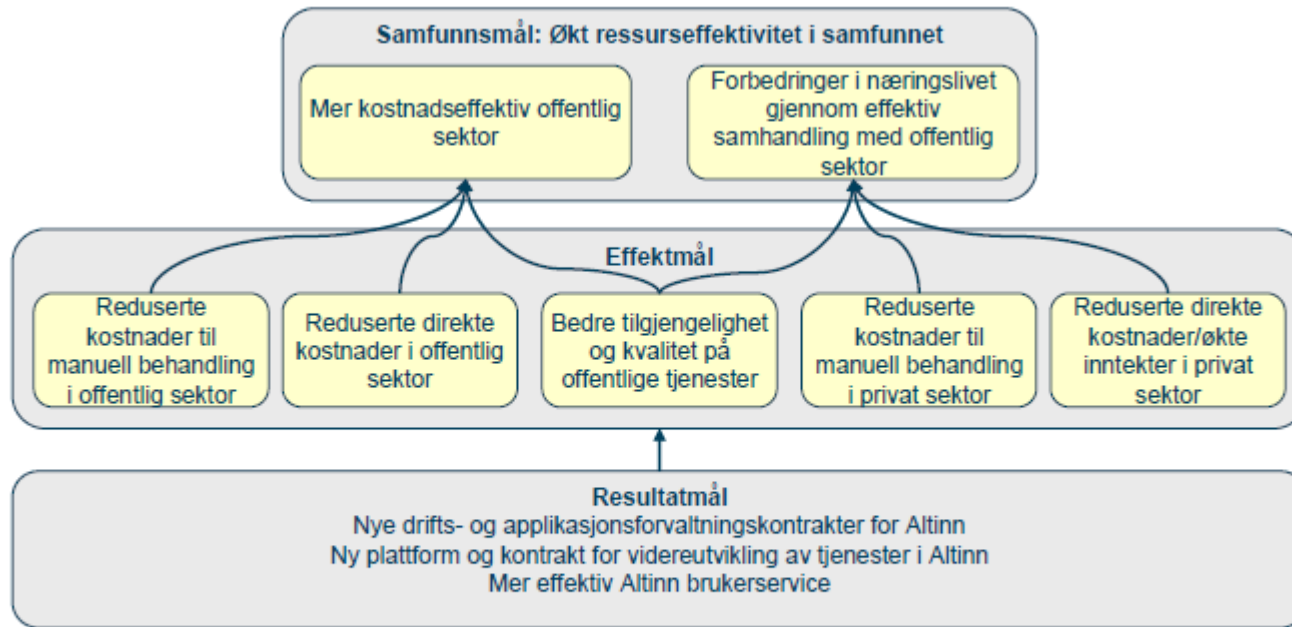 Samfunnsmål: Økt ressurseffektivitet i samfunnet
Mer kostnadseffektiv offentlig
sektor
Forbedringer i næringslivet
gjennom effektiv
samhandling med offentlig
sektor
Effektmål
Reduserte
kostnader til
manuell behandling
i offentlig sektor
Reduserte direkte
kostnader i offentlig
sektor
Bedre tilgjengelighet
og kvalitet på
offentlige tjenester
Reduserte
kostnader til
manuell behandling
i privat sektor
Reduserte direkte
kostnader/økte
inntekter i privat
sektor
Resultatmål
Nye drifts- og applikasjonsforvaltningskontrakter for Altinn
Ny plattform og kontrakt for videreutvikling av tjenester i Altinn
Mer effektiv Altinn brukerservice